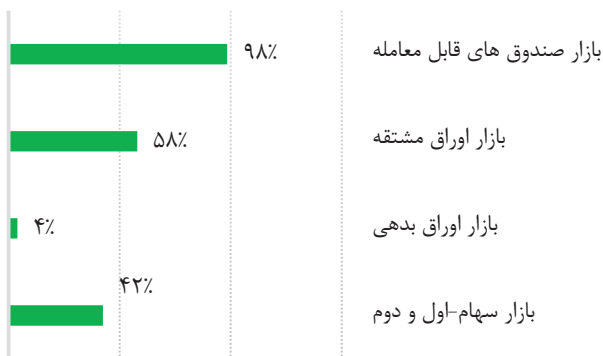 بازار صندوق های قابل معامله
۹۸٪
بازار اوراق مشتقه
۵۸٪
بازار اوراق بدهی
۴٪
بازار سهام-اول و دوم
۴۲٪